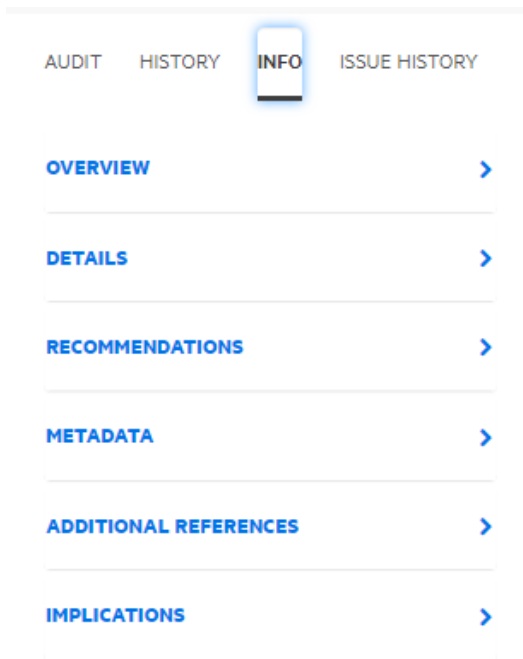 AUDIT HISTORY INFO ISSUE HISTORY
OVERVIEW
DETAILS
RECOMMENDATIONS
METADATA
ADDITIONAL REFERENCES
IMPLICATIONS